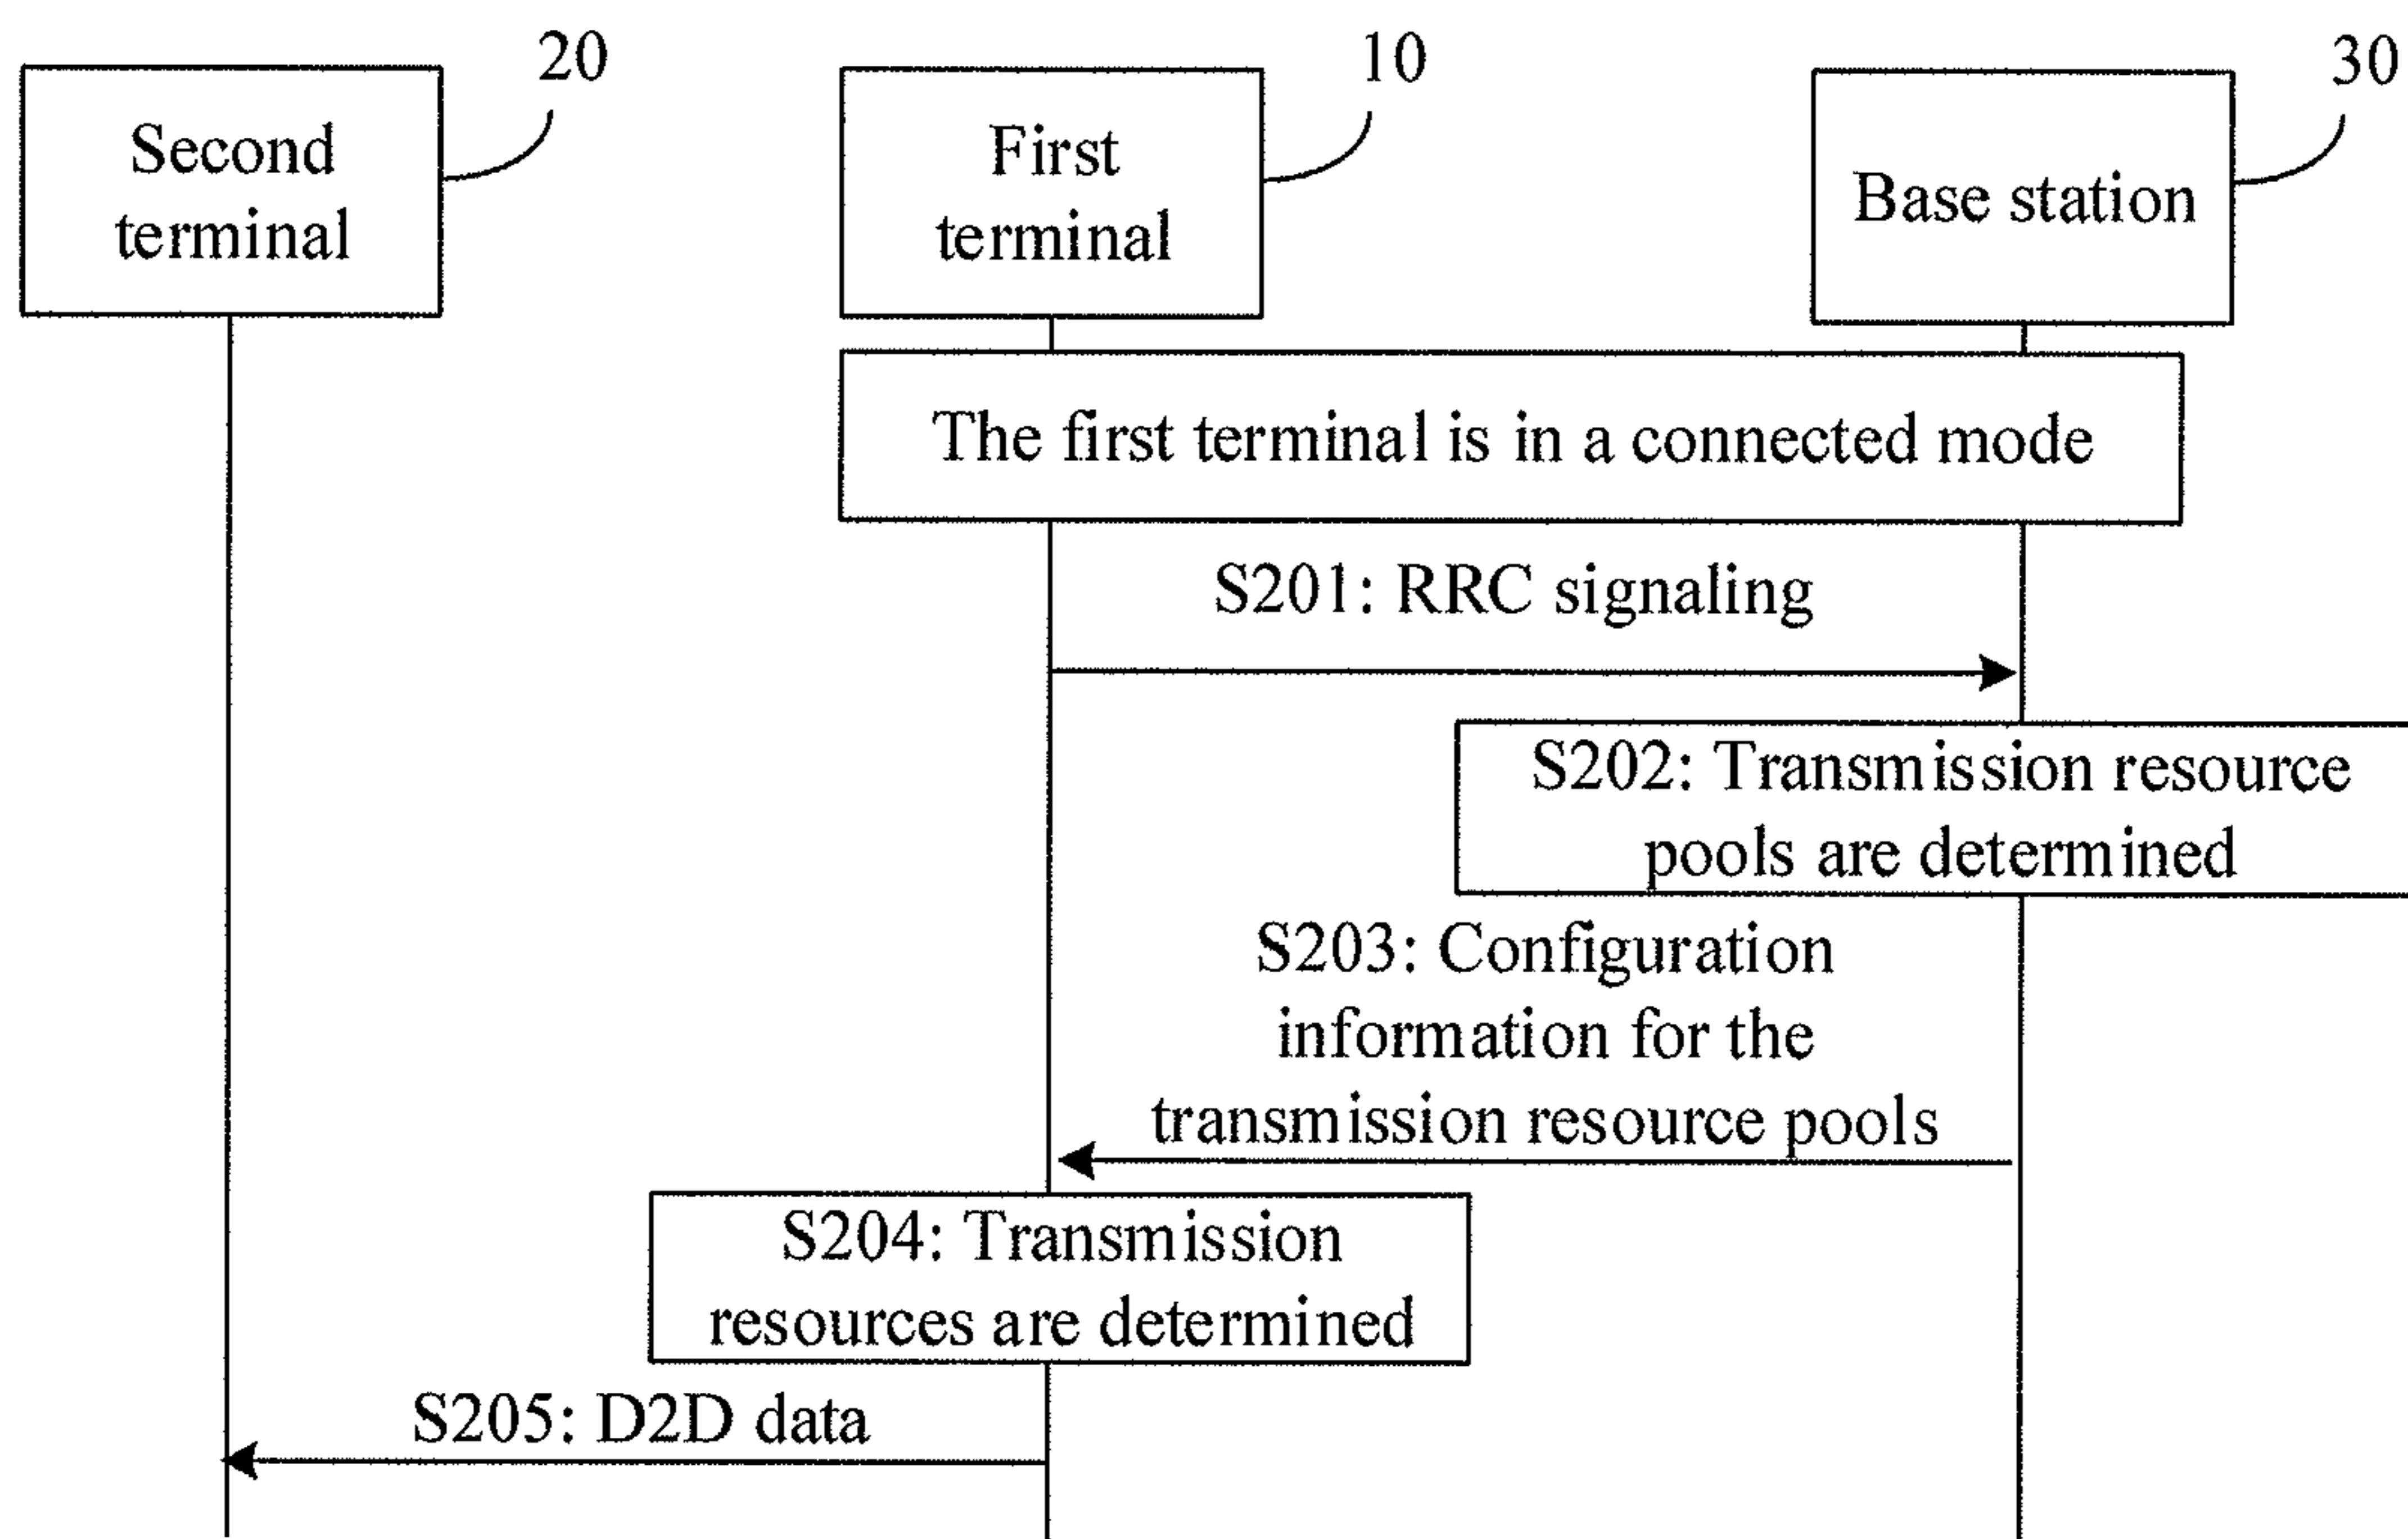 20
10
30
Second
terminal
First
terminal
Base station
The first terminal is in a connected mode
S201: RRC signaling
S202: Transmission resource
pools are determined
S203: Configuration
information for the
transmission resource pools
S204: Transmission
resources are determined
S205: D2D data